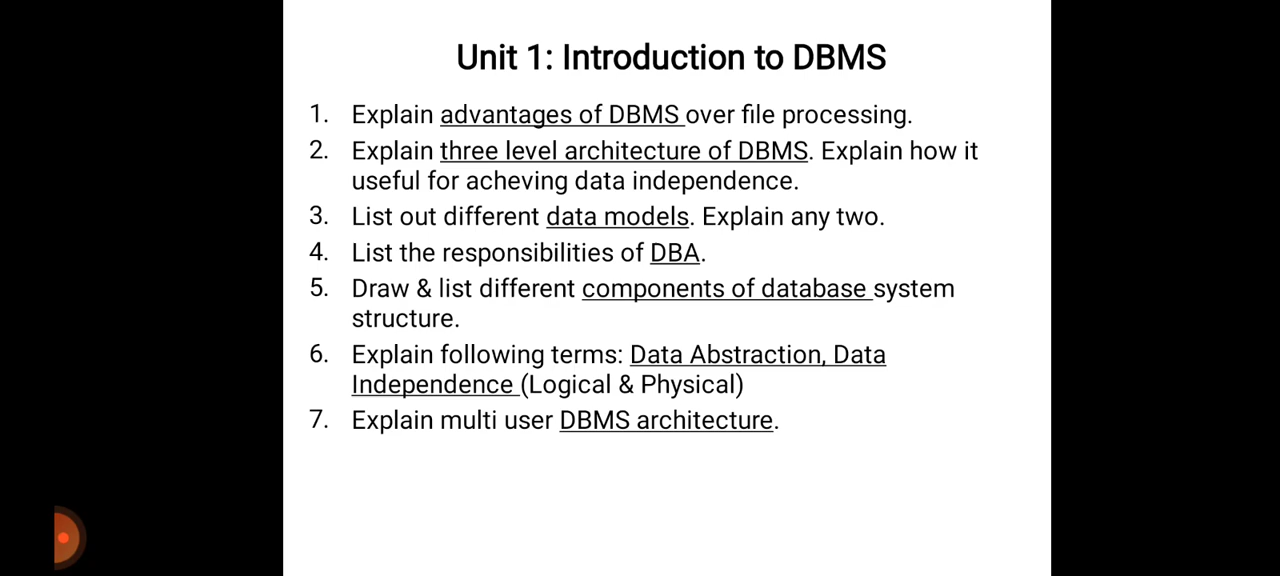 Unit 1: Introduction to DBMS
1. Explain advantages of DBMS over file processing.
2. Explain three level architecture of DBMS. Explain how it
useful for acheving data independence.
3. List out different data models. Explain any two.
4. List the responsibilities of DBA.
5. Draw & list different components of database system
structure.
6. Explain following terms: Data Abstraction, Data
Independence (Logical & Physical)
7. Explain multi user DBMS architecture.